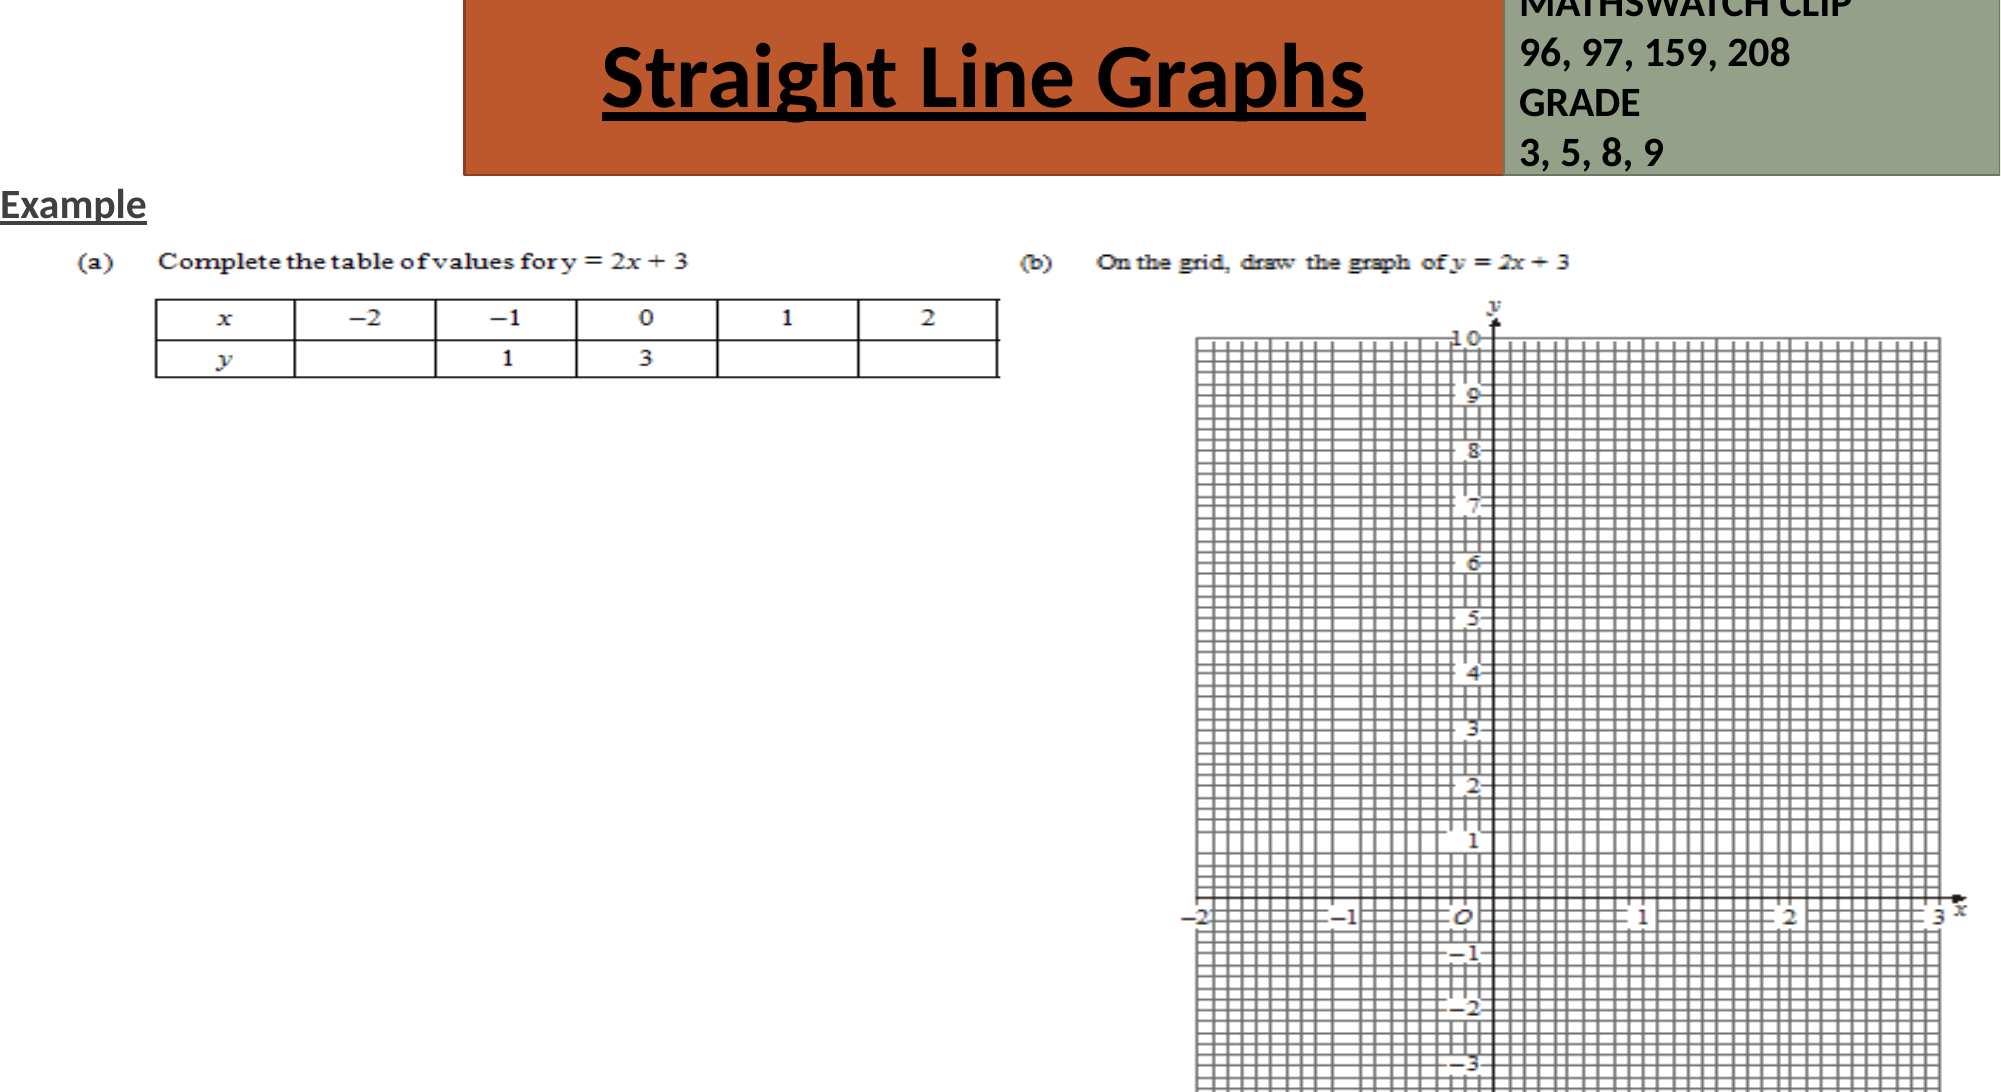 Straight Line Graphs
MATHSWATCH CLIP
96, 97, 159, 208
GRADE
3, 5, 8, 9
Example
(a) Complete the table of values for y = 2x + 3
x −2 −1 0 1 2
y 1 3
(b) On the grid, draw the graph of y = 2x + 3
y
10
9
8
7
6
5
4
3
2
1
−2 −1 O 1 2 3 x
−1
−2
−3